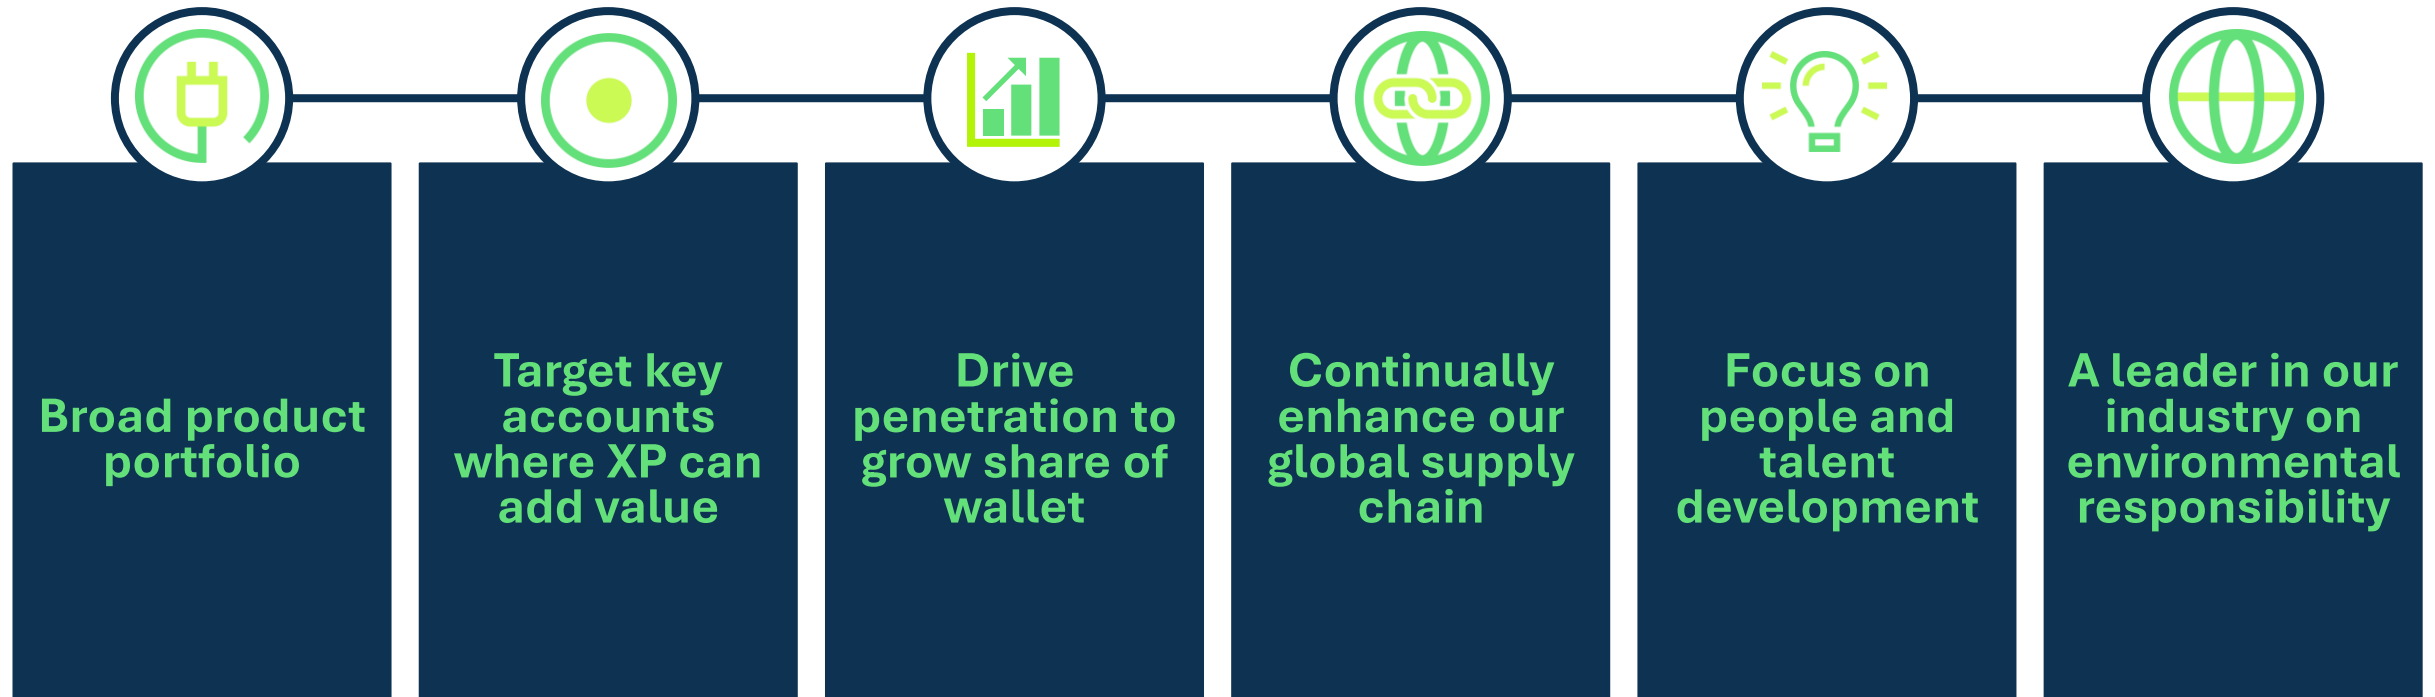 Broad product
portfolio
Target key
accounts
where XP can
add value
Drive
penetration to
grow share of
wallet
Continually
enhance our
global supply
chain
Focus on
people and
talent
development
A leader in our
industry on
environmental
responsibility